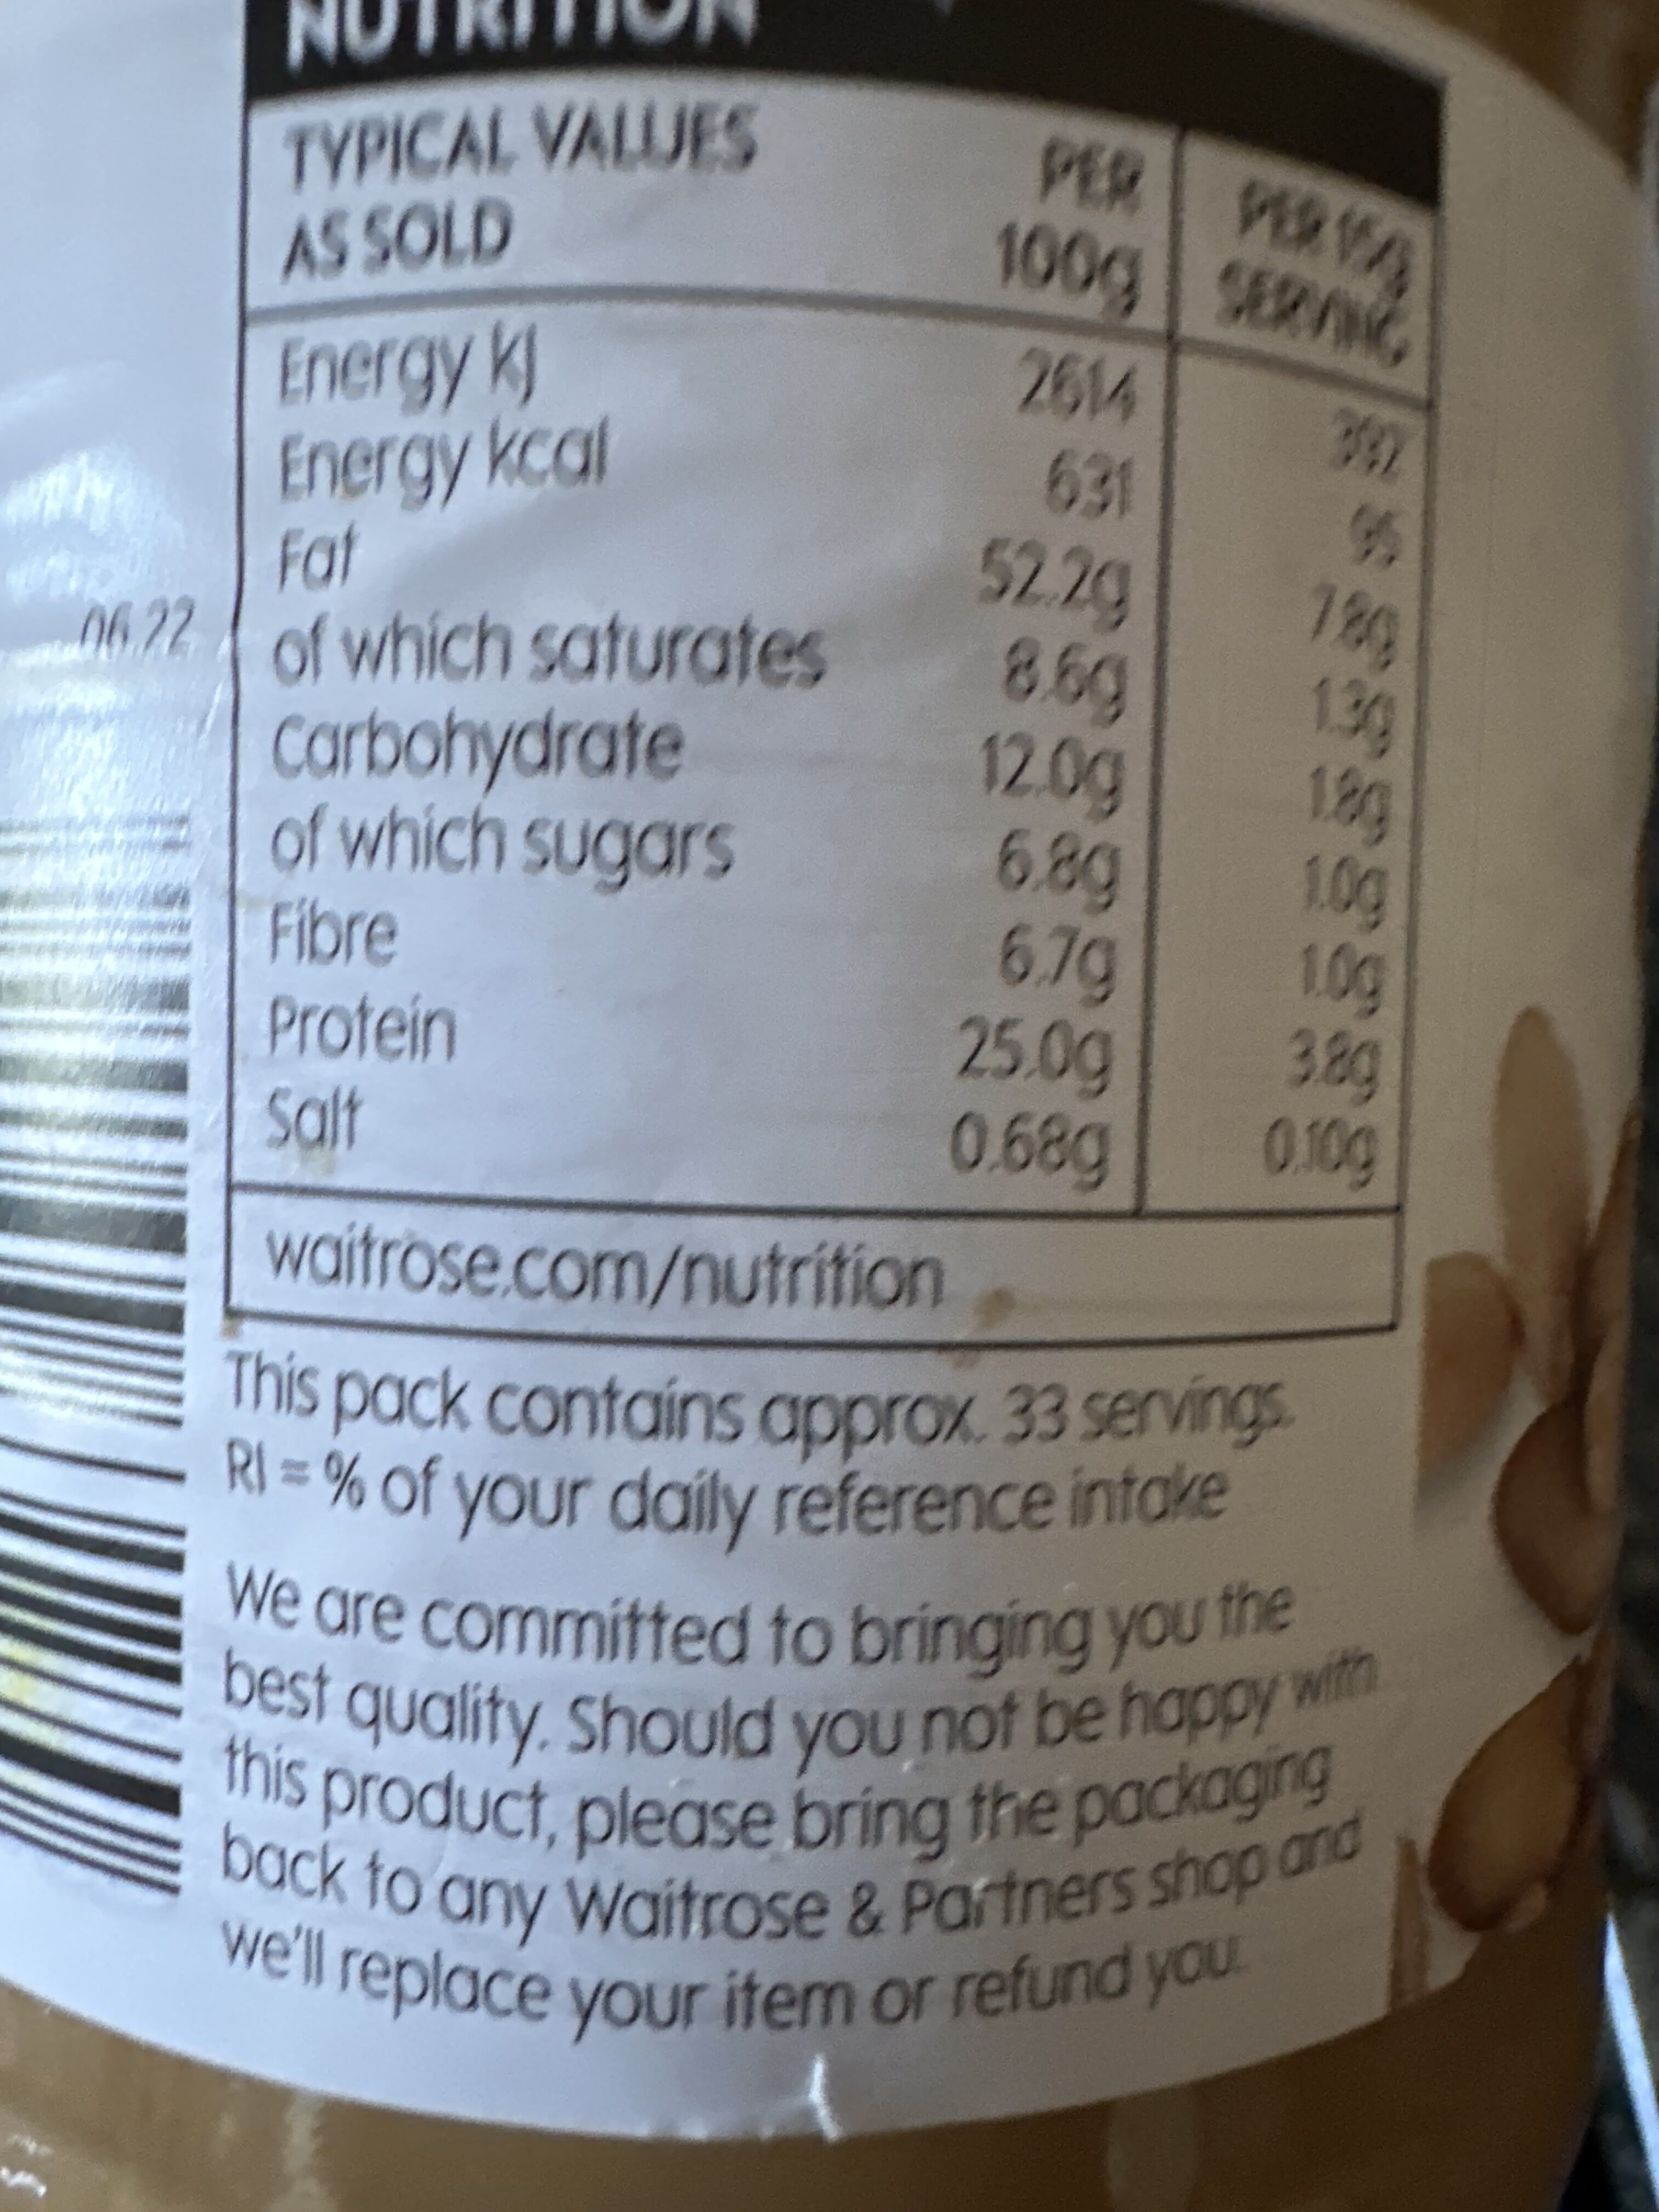 NUTRITION
TYPICAL VALUES AS SOLD PER 100g PER 15g SERVING
Energy kJ 2614 392
Energy kcal 631 95
Fat 52.2g 7.8g
of which saturates 8.6g 1.3g
Carbohydrate 12.0g 1.8g
of which sugars 6.8g 1.0g
Fibre 6.7g 1.0g
Protein 25.0g 3.8g
Salt 0.68g 0.10g
waitrose.com/nutrition
This pack contains approx. 33 servings.
RI = % of your daily reference intake
We are committed to bringing you the
best quality. Should you not be happy with
this product, please bring the packaging
back to any Waitrose & Partners shop and
we'll replace your item or refund you.
06.22